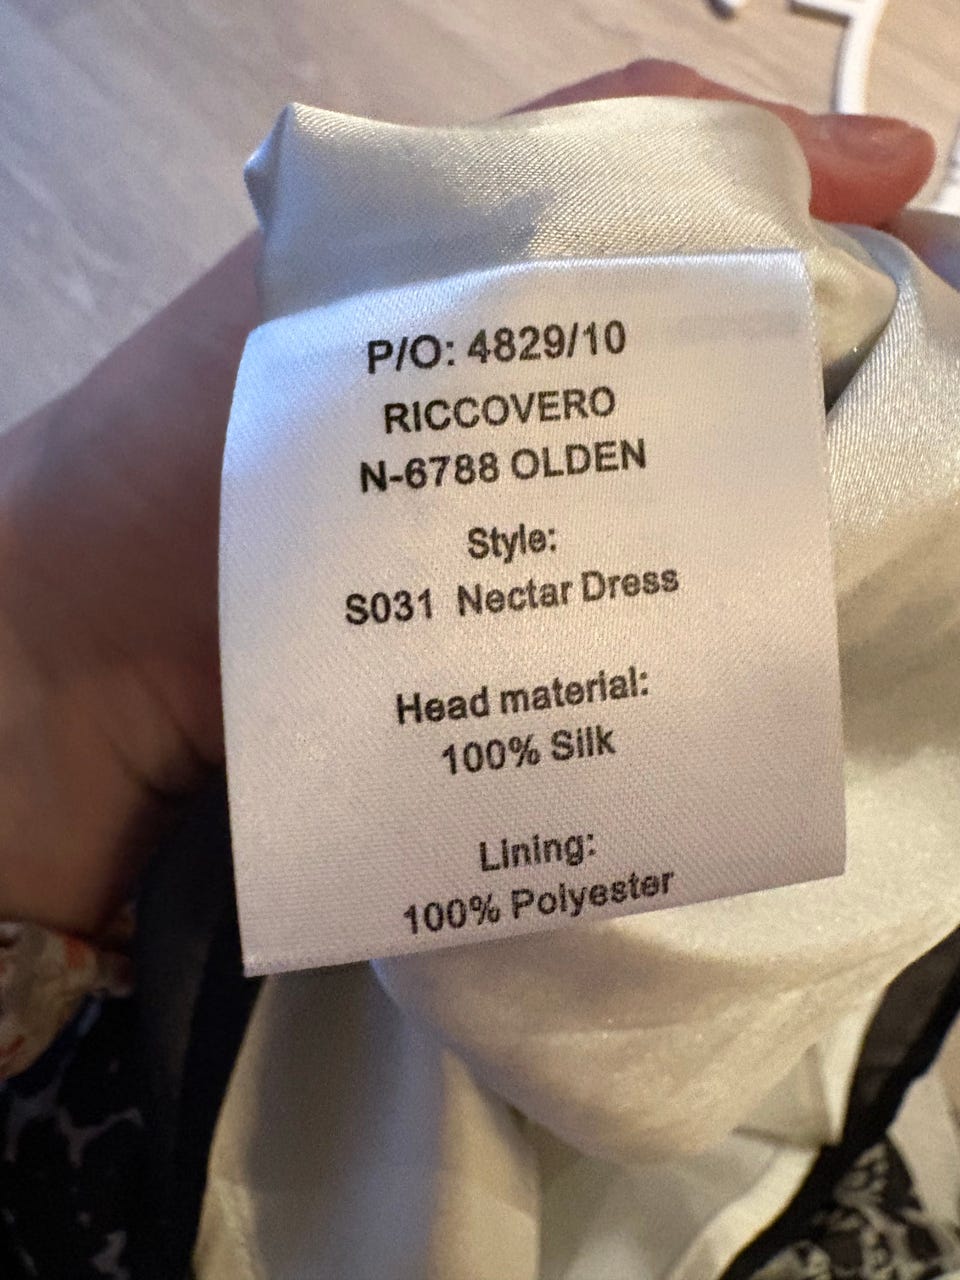 P/O: 4829/10
RICCOVERO
N-6788 OLDEN
Style:
S031 Nectar Dress
Head material:
100% Silk
Lining:
100% Polyester